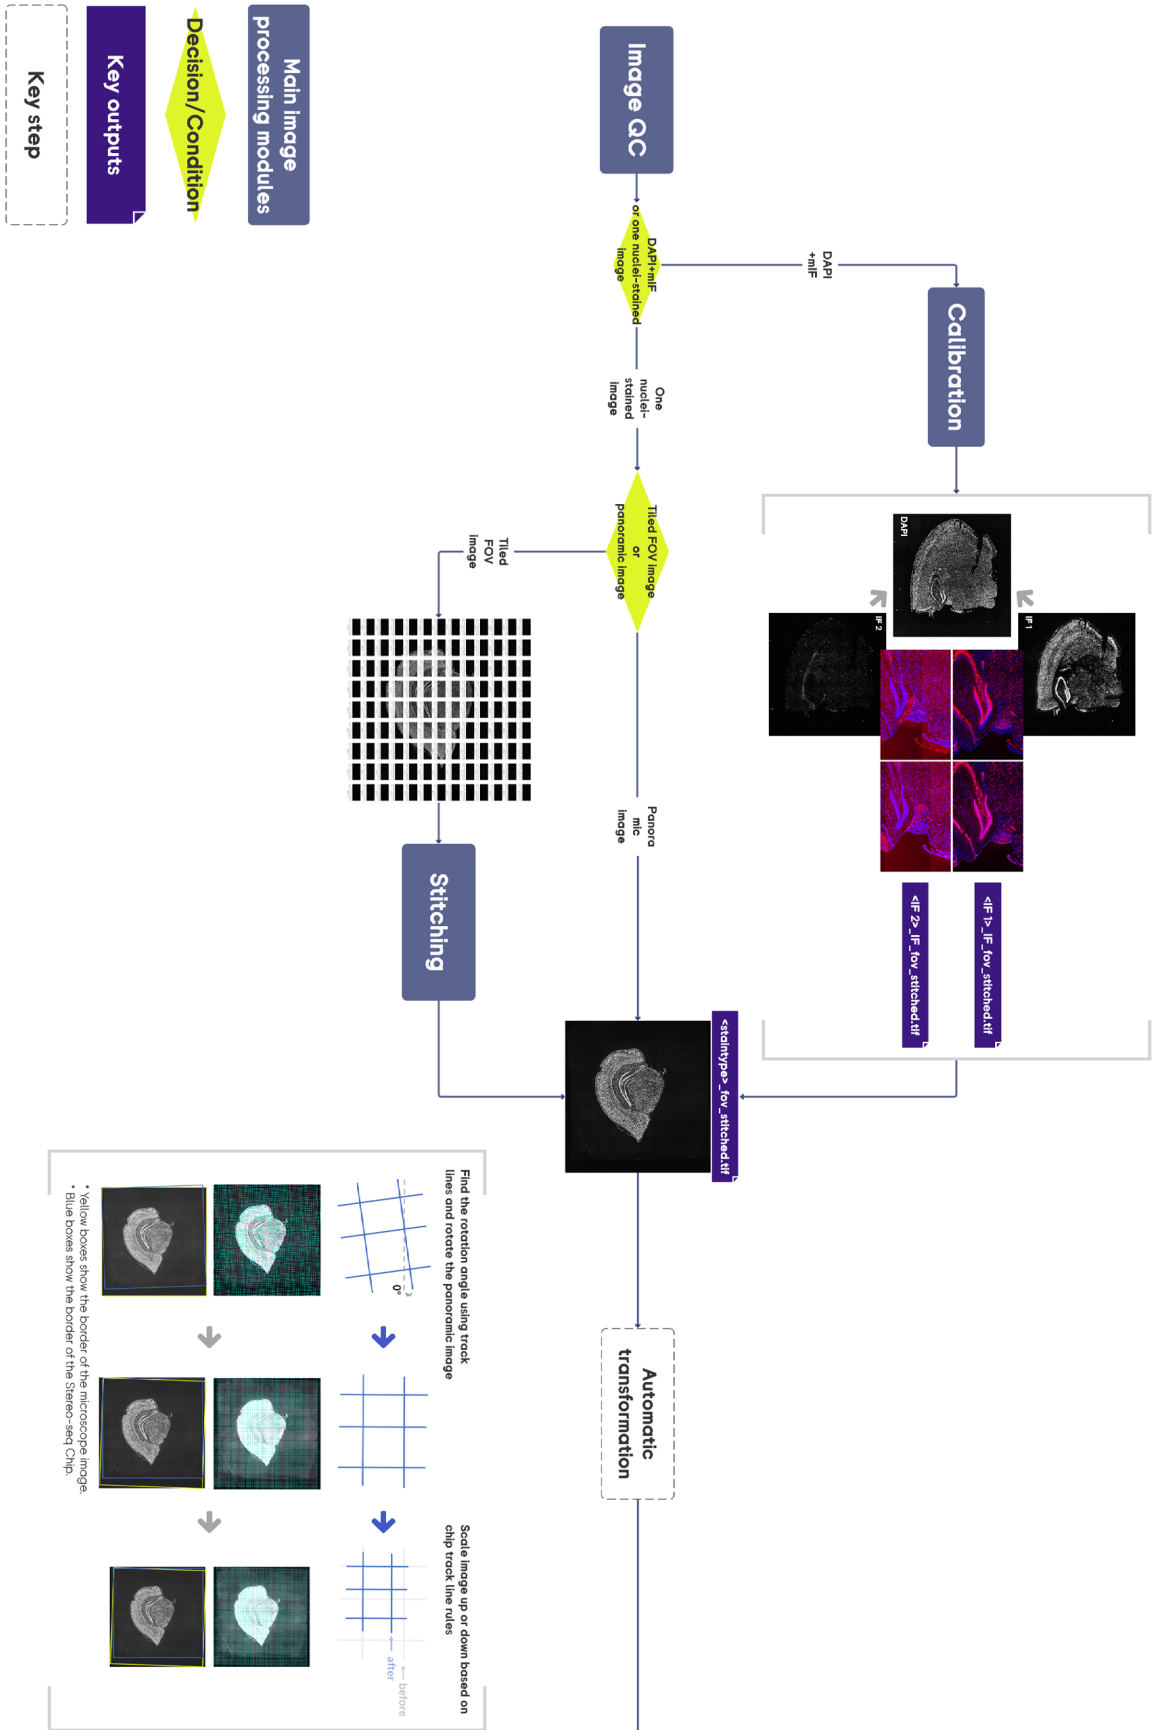 Main image
processing modules
Decision/Condition
Key outputs
Key step
Image QC
DAPI+mIF
or one nuclei-stained
image
DAPI
+mIF
Calibration
DAPI
IF 1
IF 2
<IF 1>_IF_fov_stitched.tif
<IF 2>_IF_fov_stitched.tif
One
nuclei-
stained
image
Tiled FOV image
or
panoramic image
Tiled
FOV
image
Stitching
Panora
mic
image
<staintype>_fov_stitched.tif
Automatic
transformation
Find the rotation angle using track
lines and rotate the panoramic image
0°
Scale image up or down based on
chip track line rules
before
after
* Yellow boxes show the border of the microscope image.
* Blue boxes show the border of the Stereo-seq Chip.